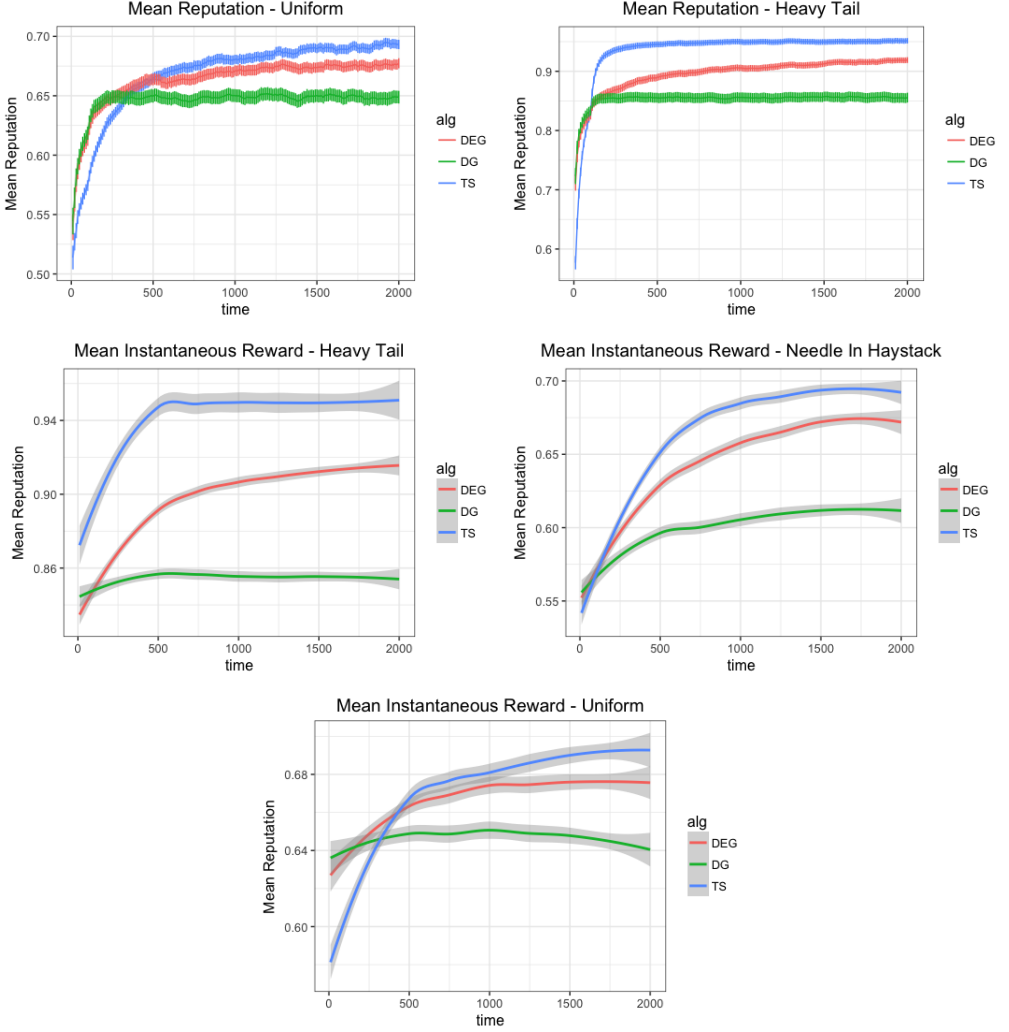 Mean Reputation - Uniform
Mean Reputation
0.70
0.65
0.60
0.55
0.50
0
500
1000
1500
2000
time
alg
DEG
DG
TS
Mean Reputation - Heavy Tail
Mean Reputation
0.9
0.8
0.7
0.6
0
500
1000
1500
2000
time
alg
DEG
DG
TS
Mean Instantaneous Reward - Heavy Tail
Mean Reputation
0.94
0.90
0.86
0
500
1000
1500
2000
time
alg
DEG
DG
TS
Mean Instantaneous Reward - Needle In Haystack
Mean Reputation
0.70
0.65
0.60
0.55
0
500
1000
1500
2000
time
alg
DEG
DG
TS
Mean Instantaneous Reward - Uniform
Mean Reputation
0.68
0.64
0.60
0
500
1000
1500
2000
time
alg
DEG
DG
TS